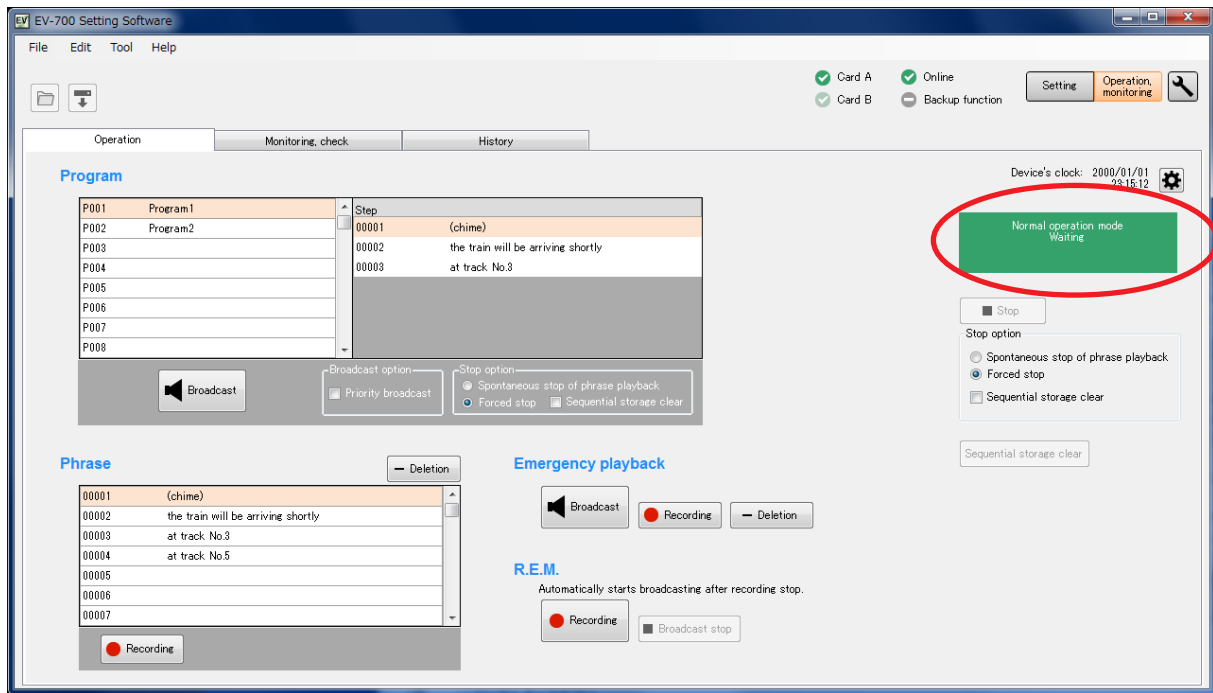 EV-700 Setting Software
File Edit Tool Help
Card A Online
Card B Backup function
Setting Operation, monitoring
Operation Monitoring, check History
Program
Device's clock: 2000/01/01
23:15:12
P001 Program1
P002 Program2
P003
P004
P005
P006
P007
P008
Step
00001 (chime)
00002 the train will be arriving shortly
00003 at track No.3
Normal operation mode
Waiting
Stop
Stop option
Spontaneous stop of phrase playback
Forced stop
Sequential storage clear
Sequential storage clear
Broadcast
Broadcast option
Priority broadcast
Stop option
Spontaneous stop of phrase playback
Forced stop Sequential storage clear
Phrase
Deletion
00001 (chime)
00002 the train will be arriving shortly
00003 at track No.3
00004 at track No.5
00005
00006
00007
Recording
Emergency playback
Broadcast Recording Deletion
R.E.M.
Automatically starts broadcasting after recording stop.
Recording Broadcast stop